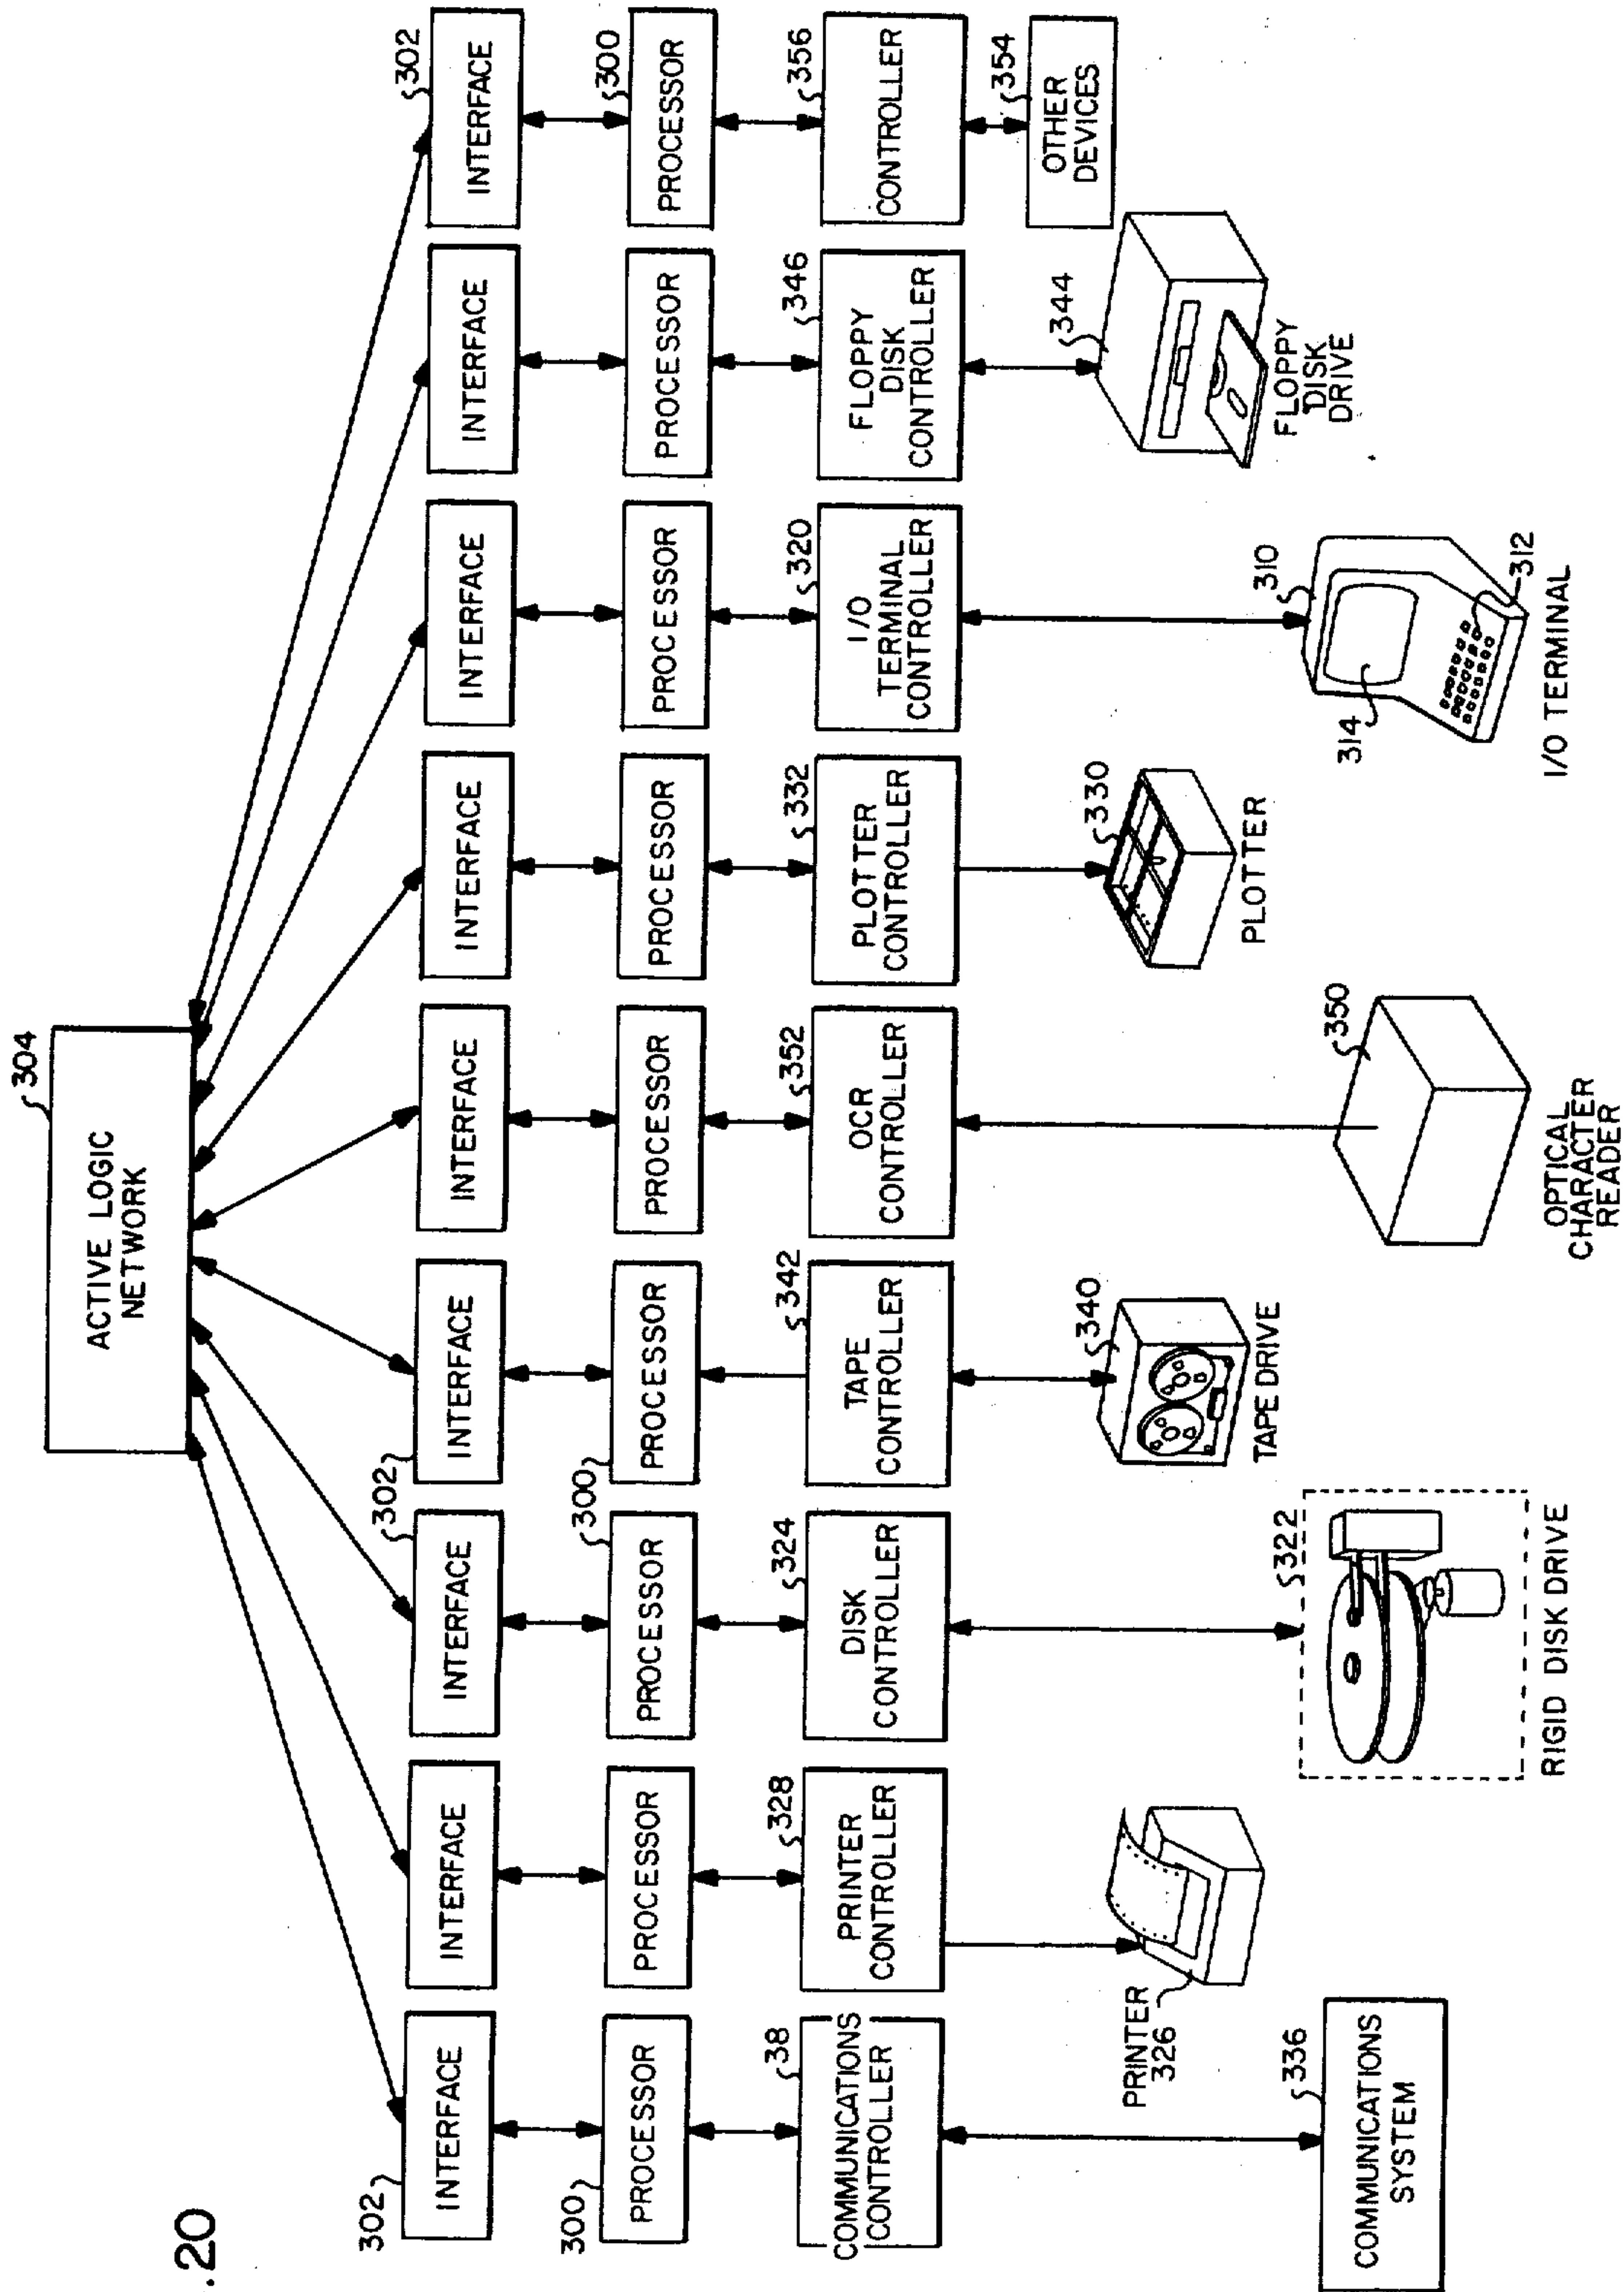 .20
304
ACTIVE LOGIC
NETWORK
302
INTERFACE
INTERFACE
302
INTERFACE
INTERFACE
INTERFACE
INTERFACE
INTERFACE
INTERFACE
302
INTERFACE
300
PROCESSOR
PROCESSOR
300
PROCESSOR
PROCESSOR
PROCESSOR
PROCESSOR
PROCESSOR
PROCESSOR
300
PROCESSOR
38
COMMUNICATIONS
CONTROLLER
328
PRINTER
CONTROLLER
324
DISK
CONTROLLER
342
TAPE
CONTROLLER
352
OCR
CONTROLLER
332
PLOTTER
CONTROLLER
320
I/O
TERMINAL
CONTROLLER
346
FLOPPY
DISK
CONTROLLER
356
CONTROLLER
336
COMMUNICATIONS
SYSTEM
PRINTER
326
322
RIGID DISK DRIVE
340
TAPE DRIVE
350
OPTICAL
CHARACTER
READER
330
PLOTTER
310
314
312
I/O TERMINAL
344
FLOPPY
DISK
DRIVE
354
OTHER
DEVICES